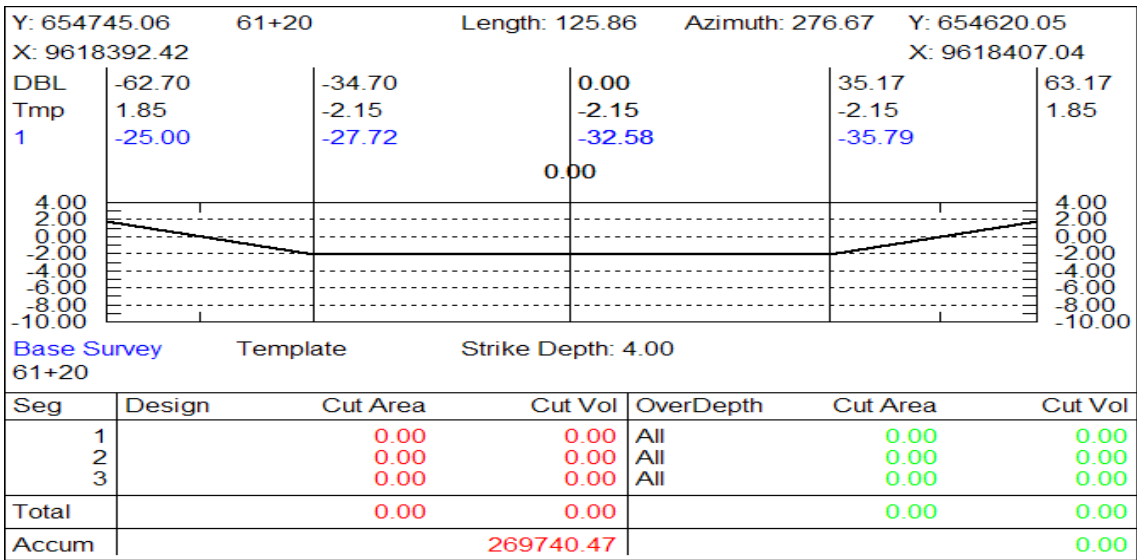 Y: 654745.06 61+20 Length: 125.86 Azimuth: 276.67 Y: 654620.05
X: 9618392.42 X: 9618407.04
DBL -62.70 -34.70 0.00 35.17 63.17
Tmp 1.85 -2.15 -2.15 -2.15 1.85
1 -25.00 -27.72 -32.58 -35.79
0.00
4.00 4.00
2.00 2.00
0.00 0.00
-2.00 -2.00
-4.00 -4.00
-6.00 -6.00
-8.00 -8.00
-10.00 -10.00
Base Survey Template Strike Depth: 4.00
61+20
Seg Design Cut Area Cut Vol OverDepth Cut Area Cut Vol
1 0.00 0.00 All 0.00 0.00
2 0.00 0.00 All 0.00 0.00
3 0.00 0.00 All 0.00 0.00
Total 0.00 0.00 0.00 0.00
Accum 269740.47 0.00